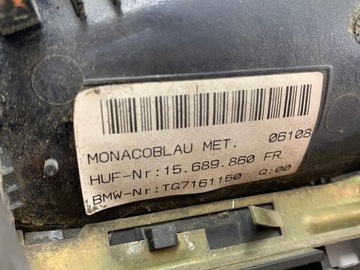 MONACOBLAU MET. 06108
HUF-Nr:15.689.860 FR
BMW-Nr:TG7161150 Q:00